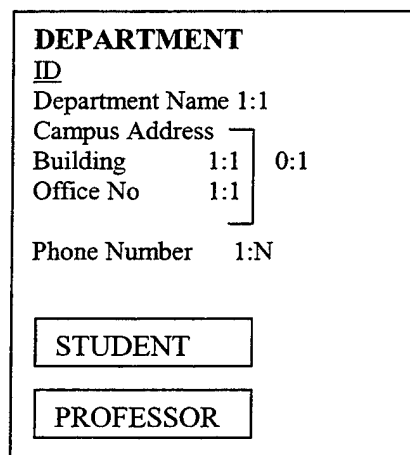 DEPARTMENT
ID
Department Name 1:1
Campus Address
Building 1:1 0:1
Office No 1:1
Phone Number 1:N
STUDENT
PROFESSOR